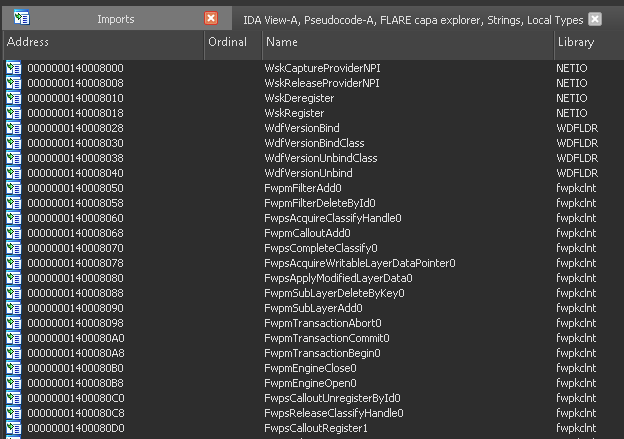 Imports IDA View-A, Pseudocode-A, FLARE capa explorer, Strings, Local Types
Address Ordinal Name Library
0000000140008000 WskCaptureProviderNPI NETIO
0000000140008008 WskReleaseProviderNPI NETIO
0000000140008010 WskDeregister NETIO
0000000140008018 WskRegister NETIO
0000000140008028 WdfVersionBind WDFLDR
0000000140008030 WdfVersionBindClass WDFLDR
0000000140008038 WdfVersionUnbindClass WDFLDR
0000000140008040 WdfVersionUnbind WDFLDR
0000000140008050 FwpmFilterAdd0 fwpkclnt
0000000140008058 FwpmFilterDeleteById0 fwpkclnt
0000000140008060 FwpsAcquireClassifyHandle0 fwpkclnt
0000000140008068 FwpmCalloutAdd0 fwpkclnt
0000000140008070 FwpsCompleteClassify0 fwpkclnt
0000000140008078 FwpsAcquireWritableLayerDataPointer0 fwpkclnt
0000000140008080 FwpsApplyModifiedLayerData0 fwpkclnt
0000000140008088 FwpmSubLayerDeleteByKey0 fwpkclnt
0000000140008090 FwpmSubLayerAdd0 fwpkclnt
0000000140008098 FwpmTransactionAbort0 fwpkclnt
00000001400080A0 FwpmTransactionCommit0 fwpkclnt
00000001400080A8 FwpmTransactionBegin0 fwpkclnt
00000001400080B0 FwpmEngineClose0 fwpkclnt
00000001400080B8 FwpmEngineOpen0 fwpkclnt
00000001400080C0 FwpsCalloutUnregisterById0 fwpkclnt
00000001400080C8 FwpsReleaseClassifyHandle0 fwpkclnt
00000001400080D0 FwpsCalloutRegister1 fwpkclnt